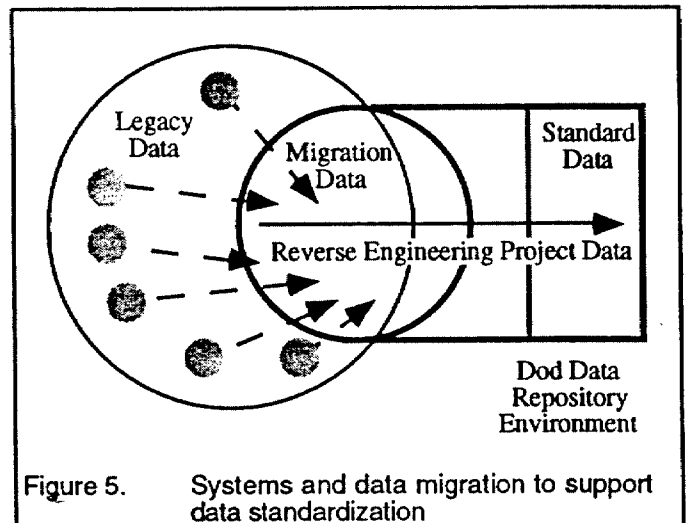 Legacy
Data
Migration
Data
Standard
Data
Reverse Engineering Project Data
Dod Data
Repository
Environment
Figure 5. Systems and data migration to support
data standardization